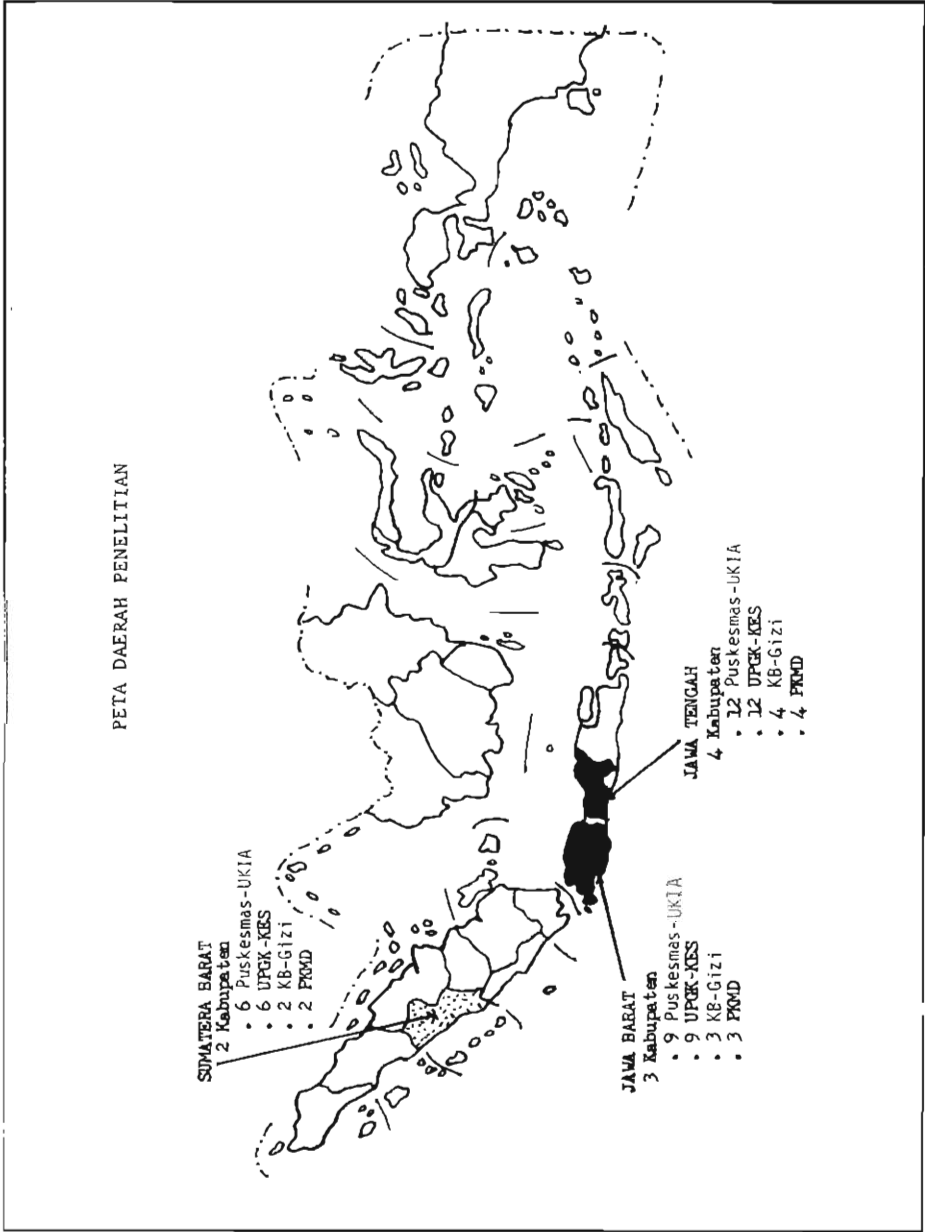 PETA DAERAH PENELITIAN
SUMATERA BARAT
2 Kabupaten
• 6 Puskesmas-UKIA
• 6 UPGK-KES
• 2 KB-Gizi
• 2 PKMD
JAWA BARAT
3 Kabupaten
• 9 Puskesmas-UKIA
• 9 UPGK-KES
• 3 KB-Gizi
• 3 PKMD
JAWA TENGAH
4 Kabupaten
• 12 Puskesmas-UKIA
• 12 UPGK-KES
• 4 KB-Gizi
• 4 PKMD